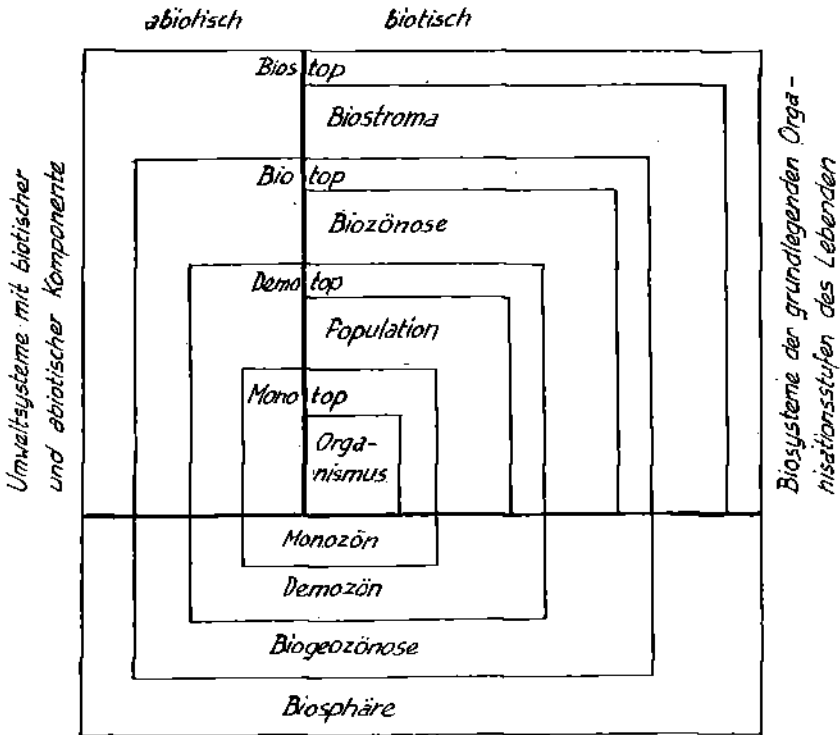 abiotisch
biotisch
Biostop
Biostroma
Biotop
Biozönose
Demotop
Population
Monotop
Orga-
nismus
Monozön
Demozön
Biogeozönose
Biosphäre
Umweltsysteme mit biotischer
und abiotischer Komponente
Biosysteme der grundlegenden Orga-
nisationsstufen des Lebenden